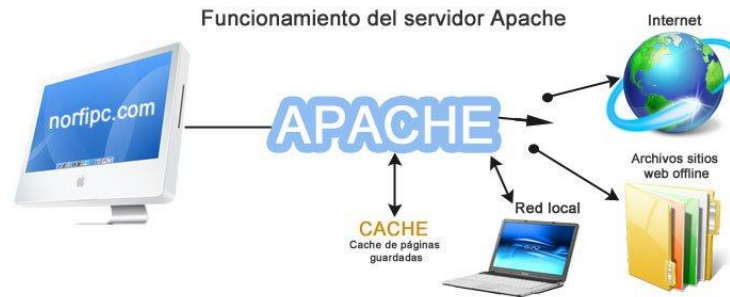 Funcionamiento del servidor Apache
Internet
norfipc.com
APACHE
Archivos sitios
web offline
CACHE
Cache de páginas
guardadas
Red local